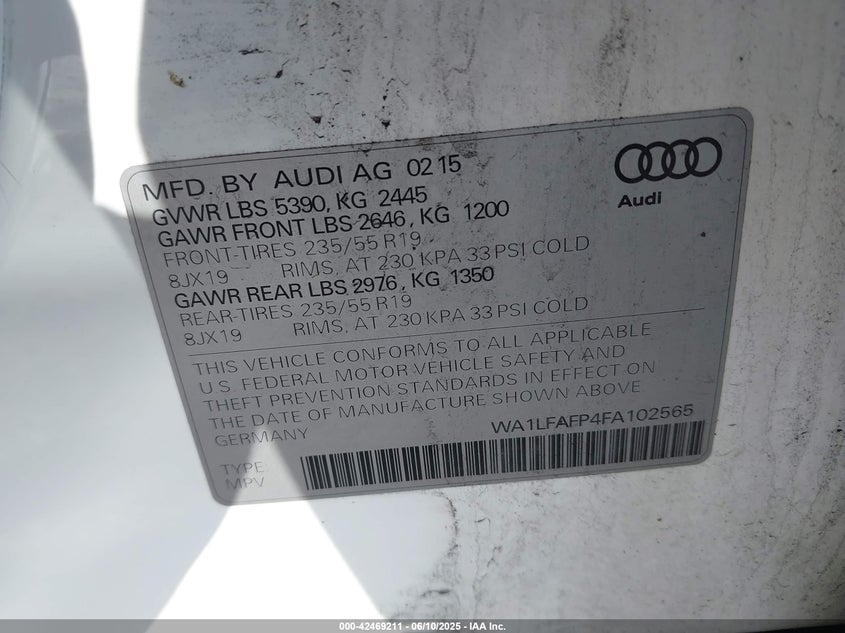 MFD. BY AUDI AG 02 15
GVWR LBS 5390, KG 2445
GAWR FRONT LBS 2646, KG 1200
FRONT-TIRES 235/55 R19
8JX19 RIMS, AT 230 KPA 33 PSI COLD
GAWR REAR LBS 2976, KG 1350
REAR-TIRES 235/55 R19
8JX19 RIMS, AT 230 KPA 33 PSI COLD
Audi
THIS VEHICLE CONFORMS TO ALL APPLICABLE
U.S. FEDERAL MOTOR VEHICLE SAFETY AND
THEFT PREVENTION STANDARDS IN EFFECT ON
THE DATE OF MANUFACTURE SHOWN ABOVE
GERMANY WA1LFAFP4FA102565
TYPE:
MPV
000-42469211 - 06/10/2025 - IAA Inc.